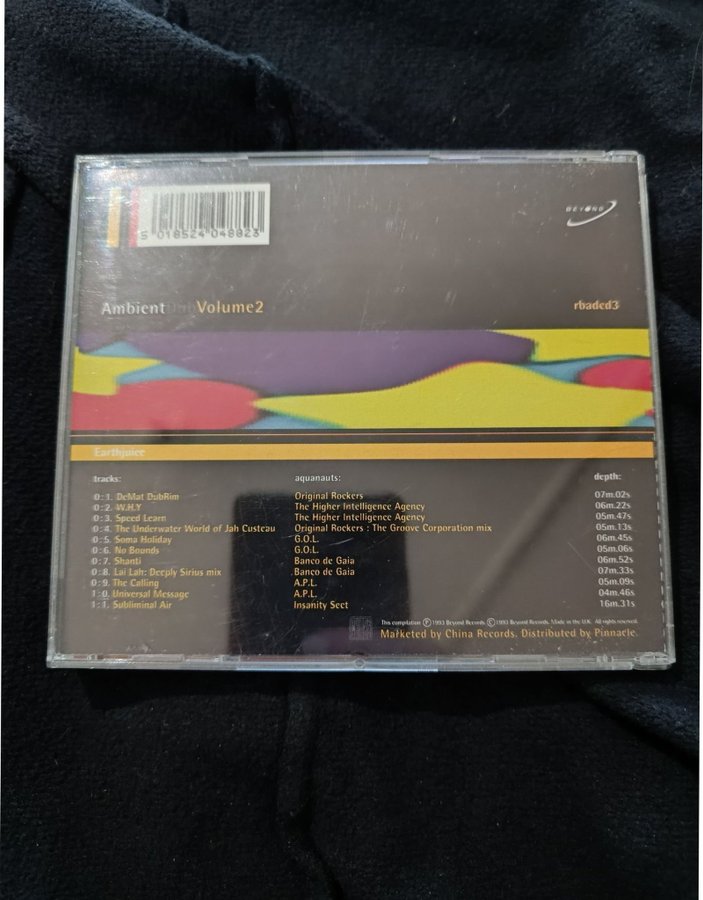 5 018524 048023
BEYOND
AmbientDubVolume2
rbadcd3
Earthjuice
tracks: aquanauts: depth:
0:1. DeMat DubRim Original Rockers 07m.02s
0:2. W.H.Y The Higher Intelligence Agency 06m.22s
0:3. Speed Learn The Higher Intelligence Agency 05m.47s
0:4. The Underwater World of Jah Custeau Original Rockers : The Groove Corporation mix 05m.13s
0:5. Soma Holiday G.O.L. 06m.45s
0:6. No Bounds G.O.L. 05m.06s
0:7. Shanti Banco de Gaia 06m.52s
0:8. Lai Lah: Deeply Sirius mix Banco de Gaia 07m.33s
0:9. The Calling A.P.L. 05m.09s
1:0. Universal Message A.P.L. 04m.46s
1:1. Subliminal Air Insanity Sect 16m.31s
This compilation Ⓟ1993 Beyond Records. ©1993 Beyond Records. Made in the U.K. All rights reserved.
Marketed by China Records. Distributed by Pinnacle.